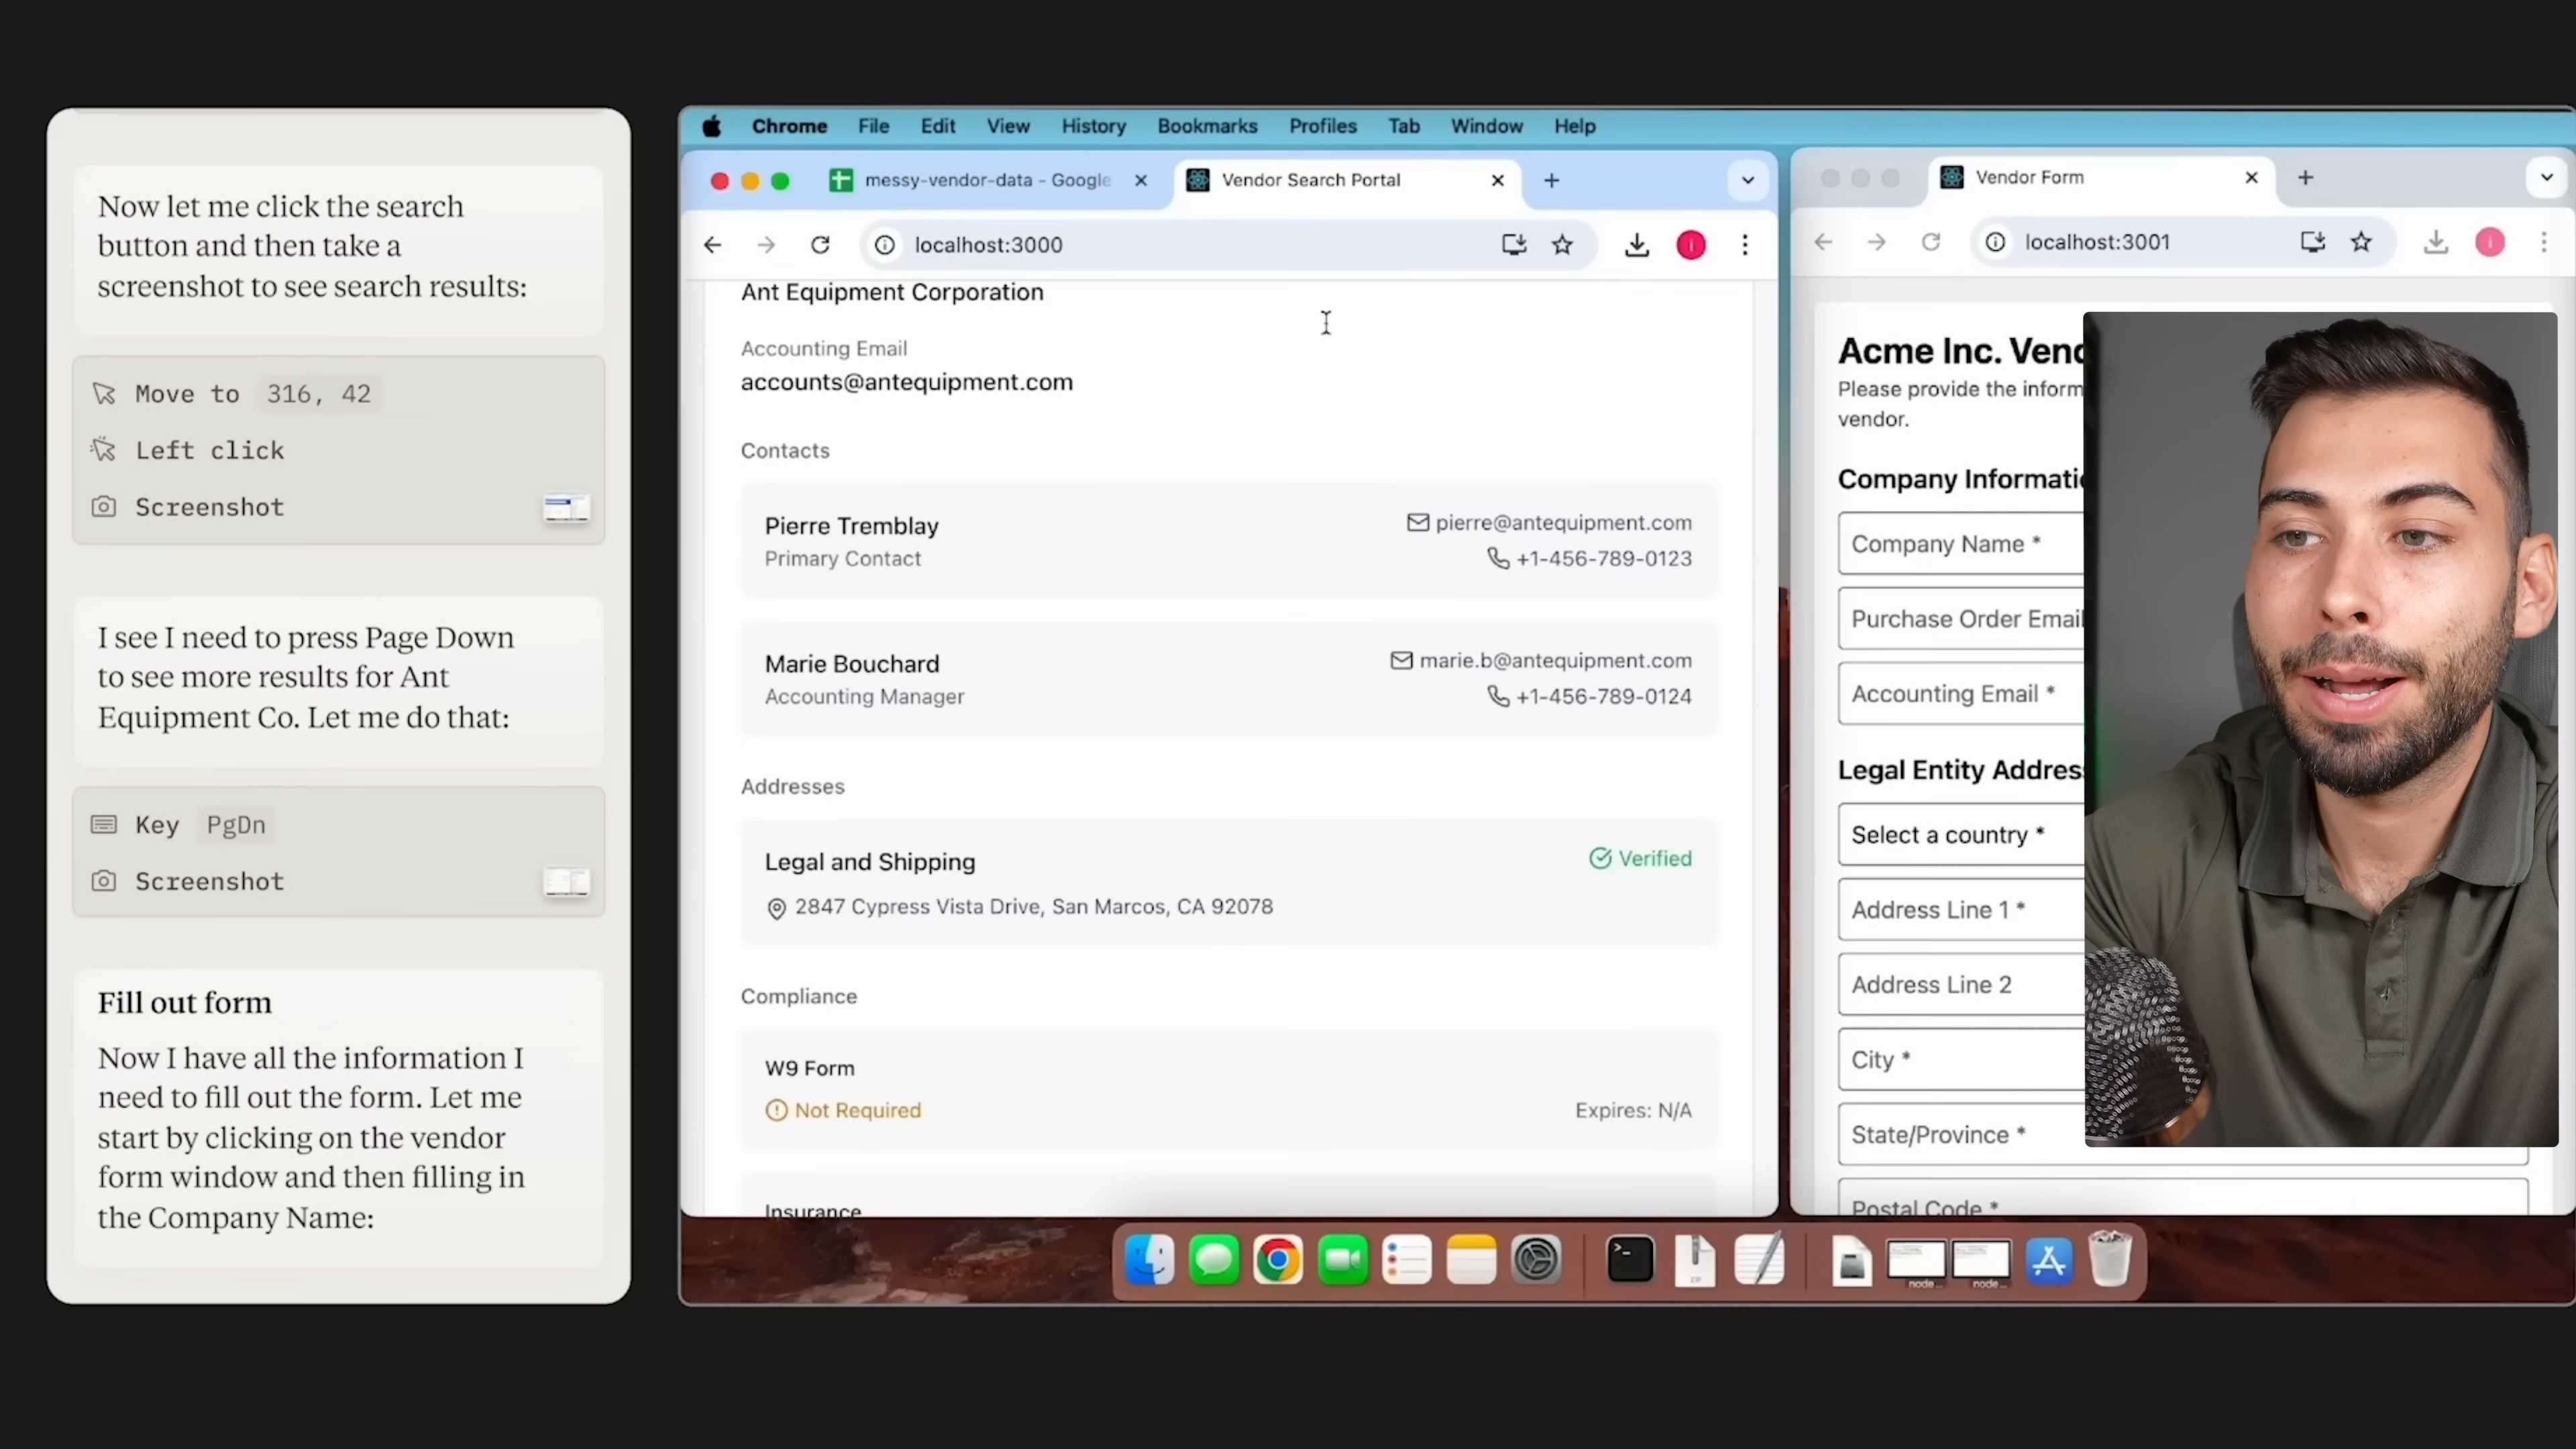 Now let me click the search
button and then take a
screenshot to see search results:
Move to 316, 42
Left click
Screenshot
I see I need to press Page Down
to see more results for Ant
Equipment Co. Let me do that:
Key PgDn
Screenshot
Fill out form
Now I have all the information I
need to fill out the form. Let me
start by clicking on the vendor
form window and then filling in
the Company Name:
Chrome File Edit View History Bookmarks Profiles Tab Window Help
messy-vendor-data - Google
Vendor Search Portal
localhost:3000
Ant Equipment Corporation
Accounting Email
accounts@antequipment.com
Contacts
Pierre Tremblay
pierre@antequipment.com
Primary Contact
+1-456-789-0123
Marie Bouchard
marie.b@antequipment.com
Accounting Manager
+1-456-789-0124
Addresses
Legal and Shipping
Verified
2847 Cypress Vista Drive, San Marcos, CA 92078
Compliance
W9 Form
Not Required
Expires: N/A
Insurance
Vendor Form
localhost:3001
Acme Inc. Vend
Please provide the inform
vendor.
Company Informati
Company Name *
Purchase Order Email
Accounting Email *
Legal Entity Address
Select a country *
Address Line 1 *
Address Line 2
City *
State/Province *
Postal Code *
ZIP
node...
node...